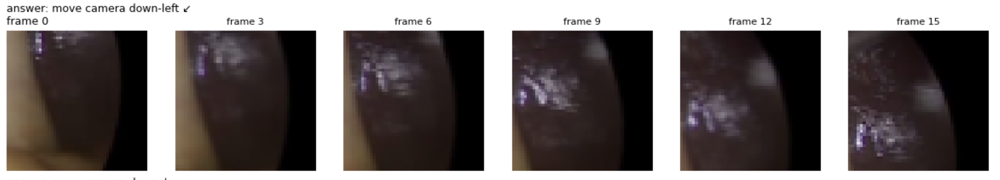 answer: move camera down-left ↙
frame 0
frame 3
frame 6
frame 9
frame 12
frame 15